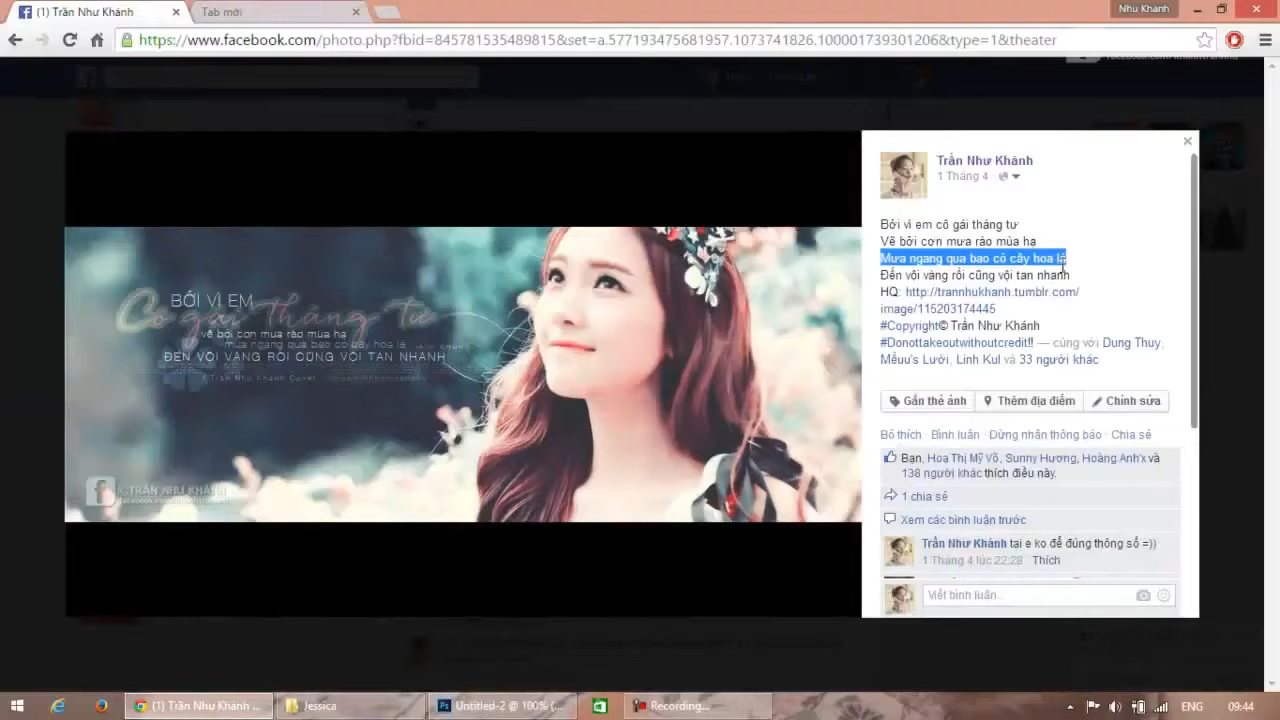 (1) Trần Như Khánh
Tab mới
Nhu Khanh
https://www.facebook.com/photo.php?fbid=845781535489815&set=a.577193475681957.1073741826.100001739301206&type=1&theater
Trần Như Khánh
1 Tháng 4
Bởi vì em cô gái tháng tư
Vẽ bởi cơn mưa rào mùa hạ
Mưa ngang qua bao cỏ cây hoa lá
Đến vội vàng rồi cũng vội tan nhanh
HQ: http://trannhukhanh.tumblr.com/
image/115203174445
#Copyright© Trần Như Khánh
#Donottakeoutwithoutcredit!! — cùng với Dung Thuy,
Mều's Lười, Linh Kul và 33 người khác
Gắn thẻ ảnh
Thêm địa điểm
Chỉnh sửa
Bỏ thích · Bình luận · Dừng nhận thông báo · Chia sẻ
Bạn, Hoa Thị Mỹ Võ, Sunny Hương, Hoàng Anh'x và
138 người khác thích điều này.
1 chia sẻ
Xem các bình luận trước
Trần Như Khánh tại e ko để đúng thông số =))
1 Tháng 4 lúc 22:28 Thích
Viết bình luận...
BỞI VÌ EM
Cô gái tháng tư
vẽ bởi cơn mưa rào mùa hạ
mưa ngang qua bao cỏ cây hoa lá
ĐẾN VỘI VÀNG RỒI CŨNG VỘI TAN NHANH
©TRẦN NHƯ KHÁNH
(1) Trần Như Khánh ...
Jessica
Untitled-2 @ 100% (...
Recording...
ENG
09:44